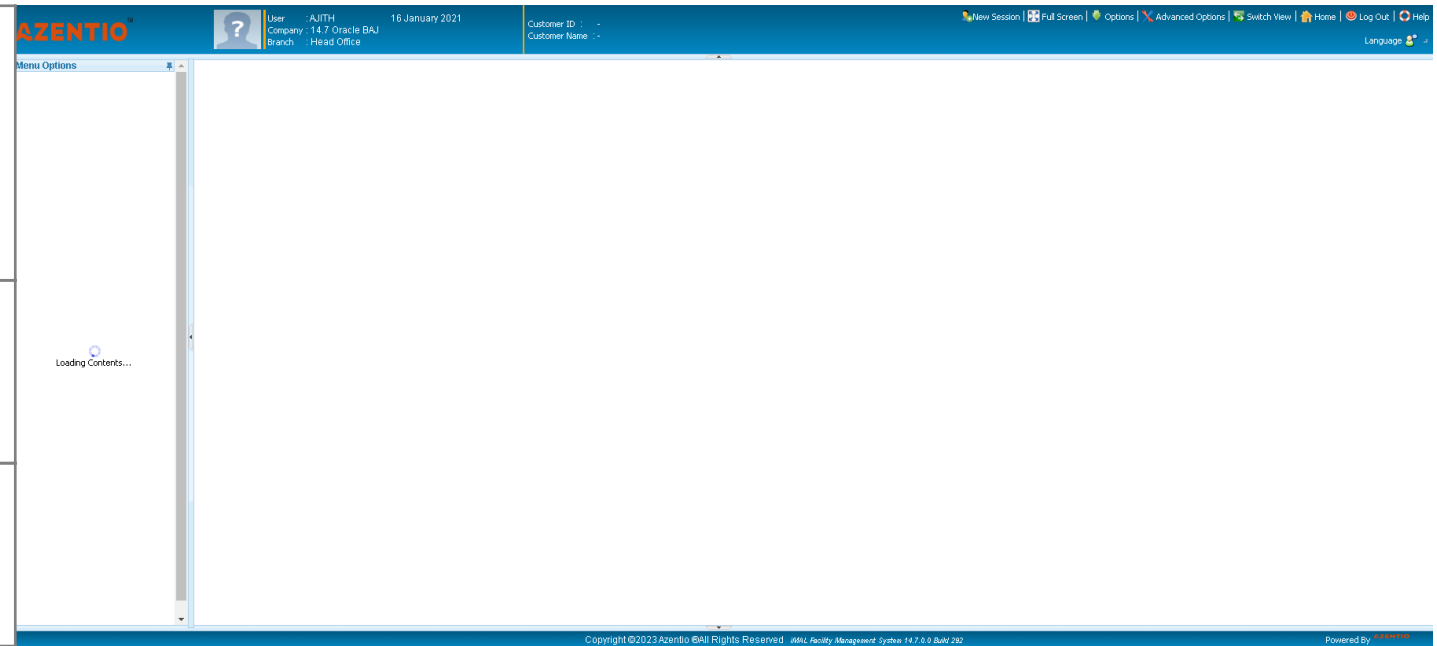 AZENTIO™
User : AJITH 16 January 2021
Company : 14.7 Oracle BAJ
Branch : Head Office
Customer ID : -
Customer Name : -
New Session | Full Screen | Options | Advanced Options | Switch View | Home | Log Out | Help
Language
Menu Options
Loading Contents...
Copyright ©2023 Azentio ®All Rights Reserved iMAL Facility Management System 14.7.0.0 Build 292
Powered By AZENTIO